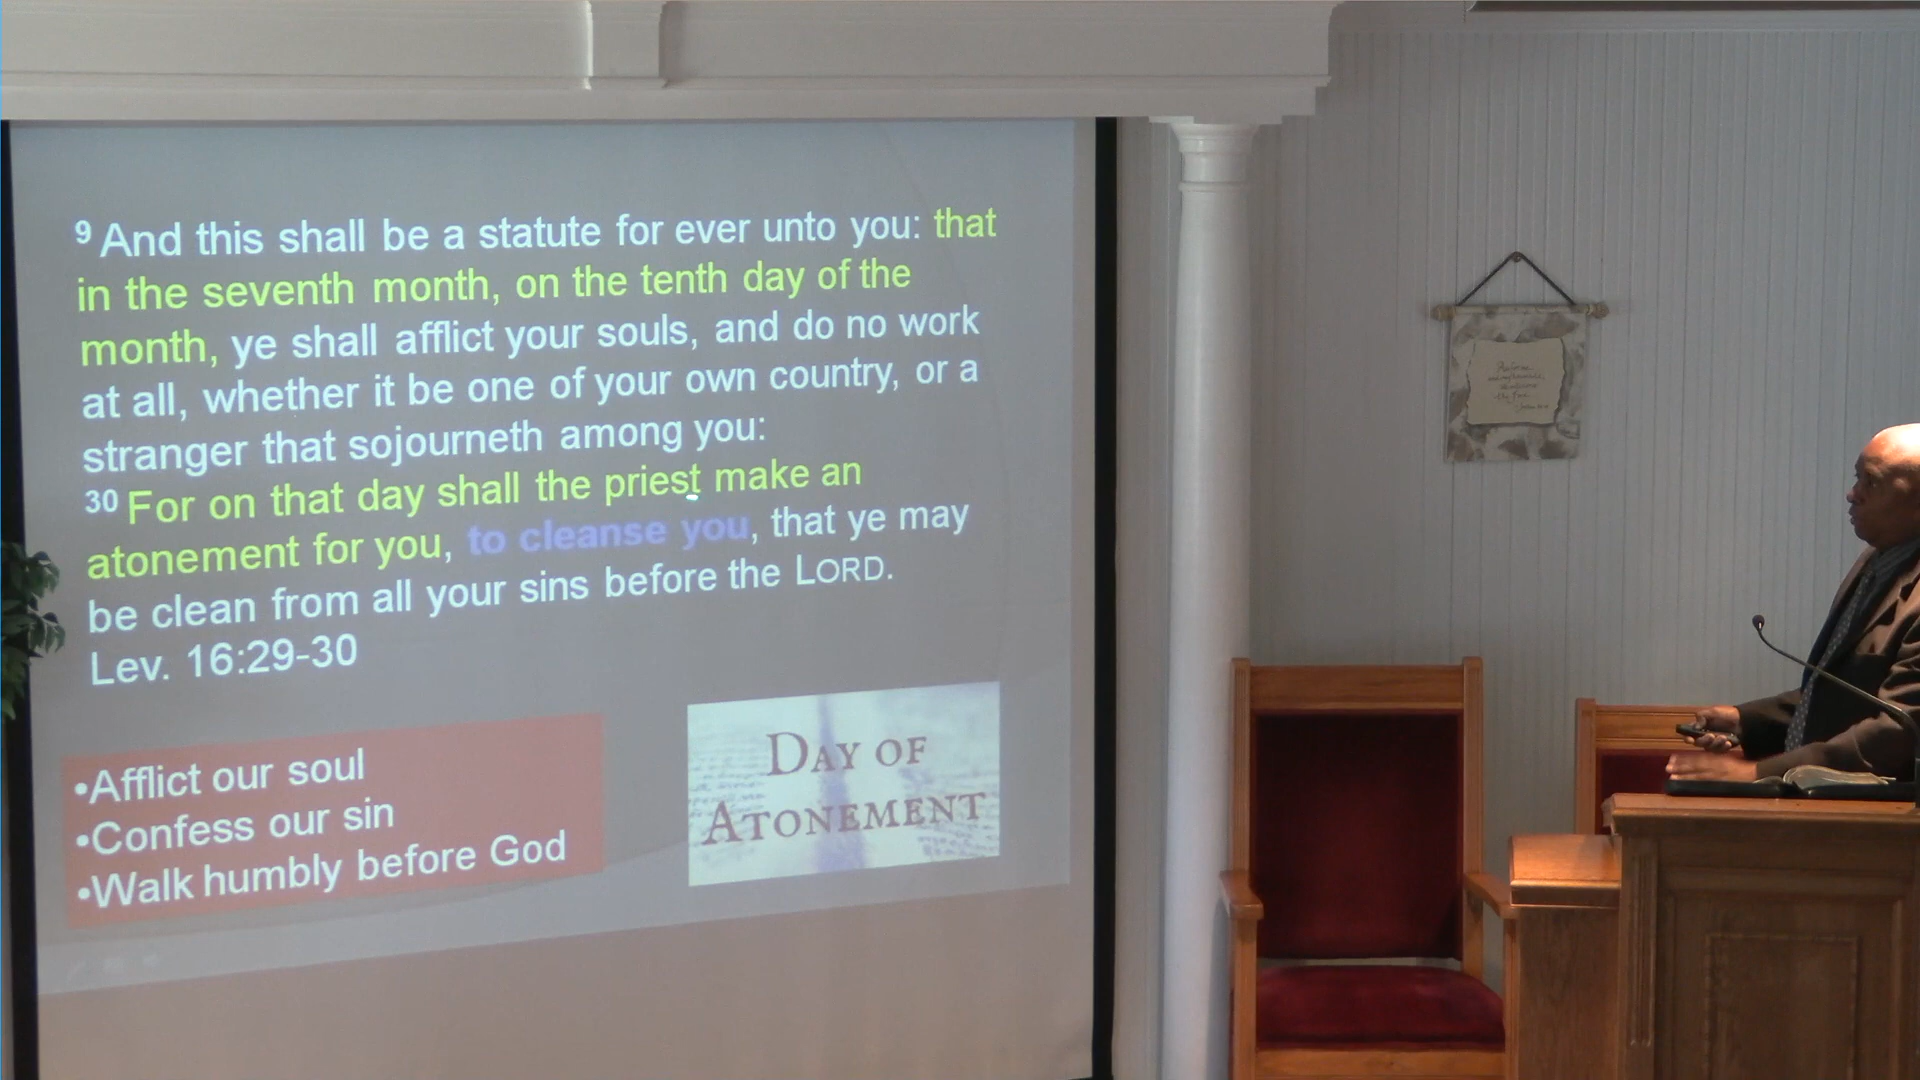 9 And this shall be a statute for ever unto you: that
in the seventh month, on the tenth day of the
month, ye shall afflict your souls, and do no work
at all, whether it be one of your own country, or a
stranger that sojourneth among you:
30 For on that day shall the priest make an
atonement for you, to cleanse you, that ye may
be clean from all your sins before the LORD.
Lev. 16:29-30
•Afflict our soul
•Confess our sin
•Walk humbly before God
DAY OF
ATONEMENT